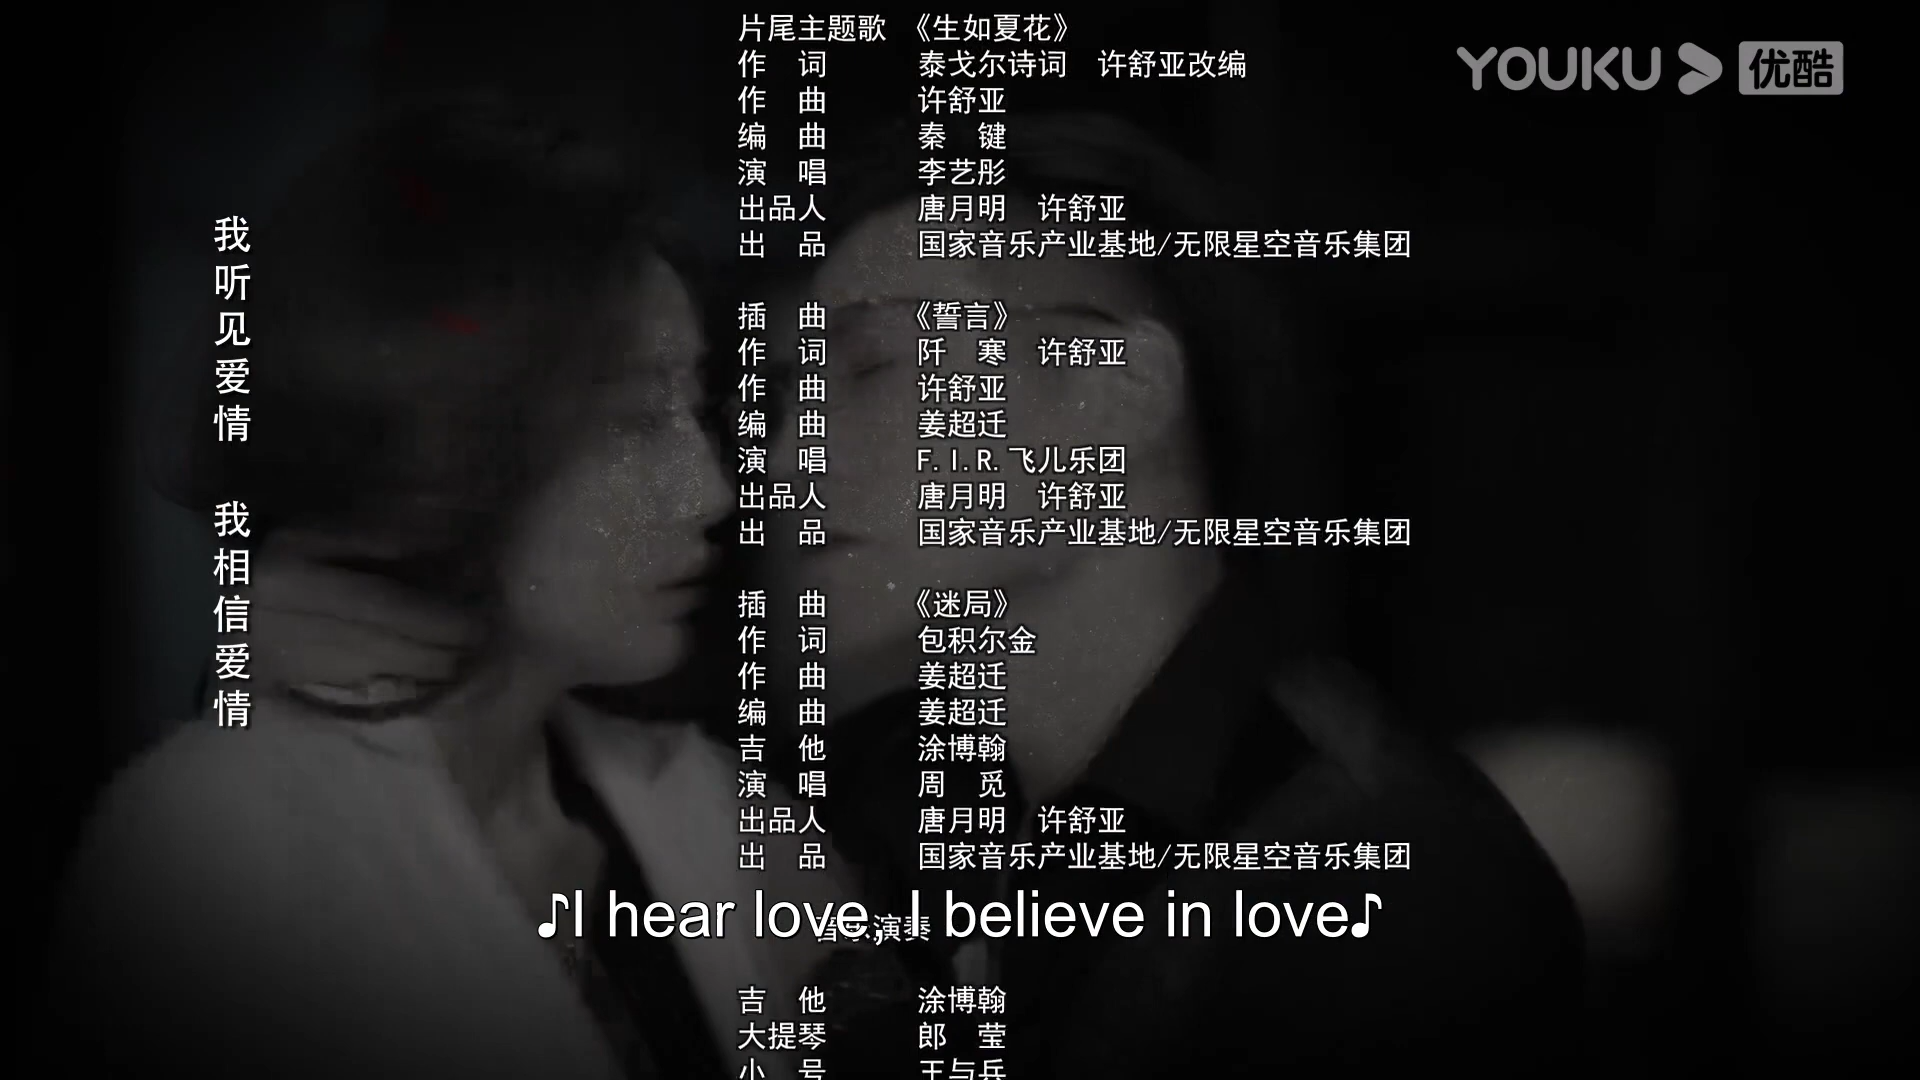 片尾主题歌 《生如夏花》
作 词 泰戈尔诗词 许舒亚改编
作 曲 许舒亚
编 曲 秦 键
演 唱 李艺彤
出品人 唐月明 许舒亚
出 品 国家音乐产业基地/无限星空音乐集团
插 曲 《誓言》
作 词 阡 寒 许舒亚
作 曲 许舒亚
编 曲 姜超迁
演 唱 F.I.R.飞儿乐团
出品人 唐月明 许舒亚
出 品 国家音乐产业基地/无限星空音乐集团
插 曲 《迷局》
作 词 包积尔金
作 曲 姜超迁
编 曲 姜超迁
吉 他 涂博翰
演 唱 周 觅
出品人 唐月明 许舒亚
出 品 国家音乐产业基地/无限星空音乐集团
音乐演奏
吉 他 涂博翰
大提琴 郎 莹
小 号 王与兵
我听见爱情 我相信爱情
♪I hear love, I believe in love♪
YOUKU 优酷